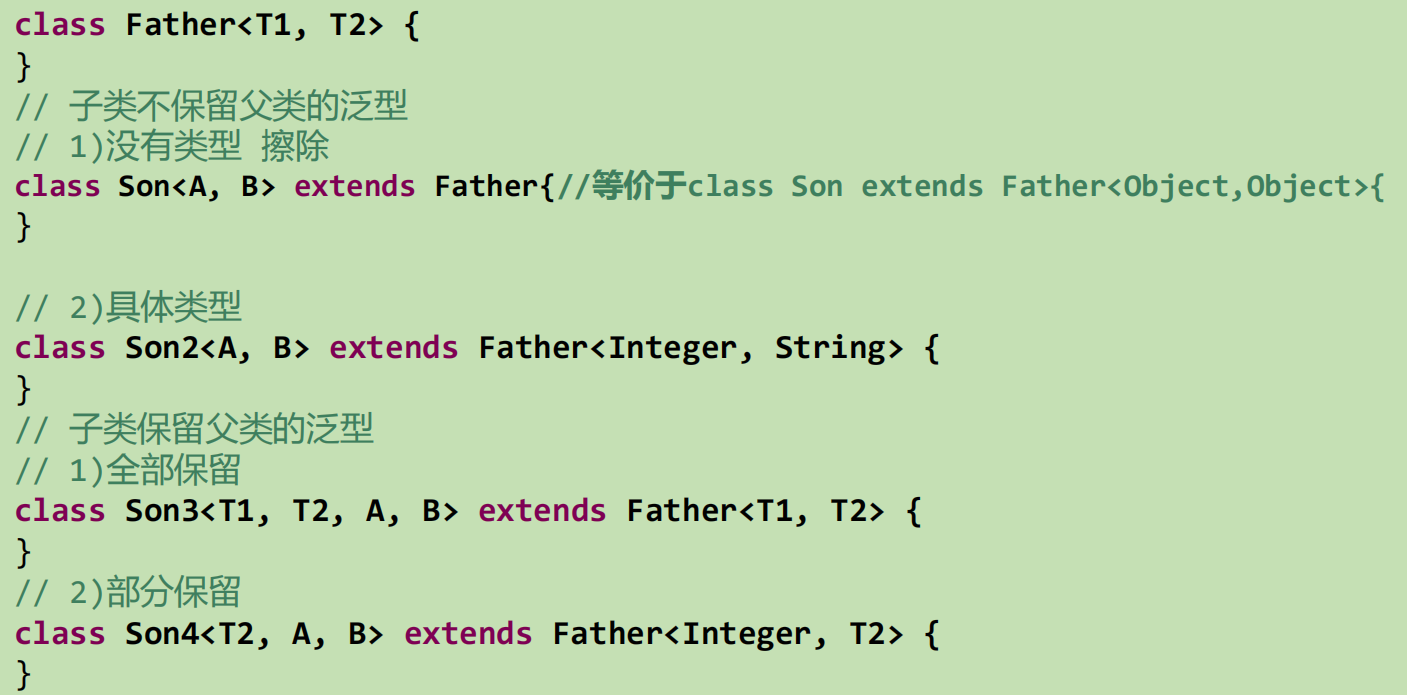 class Father<T1, T2> {
}
// 子类不保留父类的泛型
// 1)没有类型 擦除
class Son<A, B> extends Father{//等价于class Son extends Father<Object,Object>{
}
// 2)具体类型
class Son2<A, B> extends Father<Integer, String> {
}
// 子类保留父类的泛型
// 1)全部保留
class Son3<T1, T2, A, B> extends Father<T1, T2> {
}
// 2)部分保留
class Son4<T2, A, B> extends Father<Integer, T2> {
}